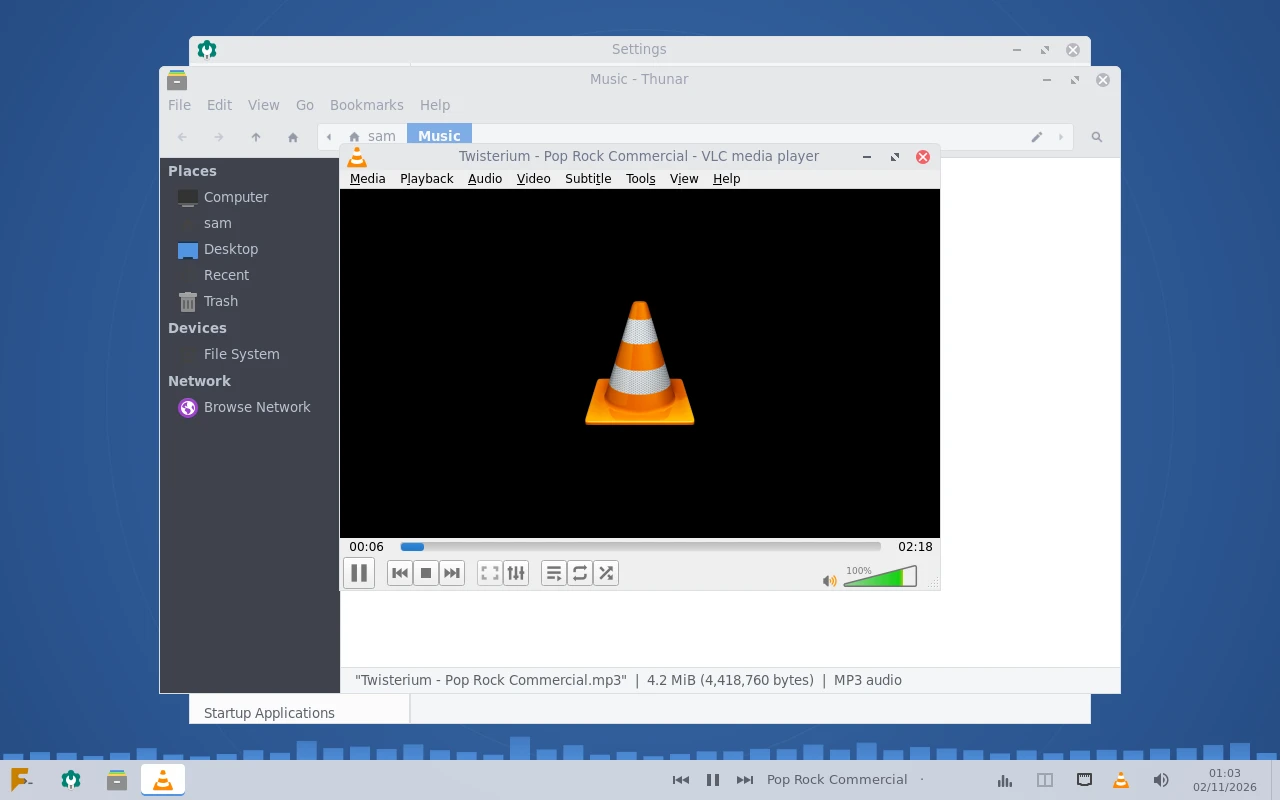 Settings
Music - Thunar
File Edit View Go Bookmarks Help
sam Music
Twisterium - Pop Rock Commercial - VLC media player
Media Playback Audio Video Subtitle Tools View Help
Places
Computer
sam
Desktop
Recent
Trash
Devices
File System
Network
Browse Network
00:06 02:18
100%
"Twisterium - Pop Rock Commercial.mp3" | 4.2 MiB (4,418,760 bytes) | MP3 audio
Startup Applications
Pop Rock Commercial ·
01:03
02/11/2026